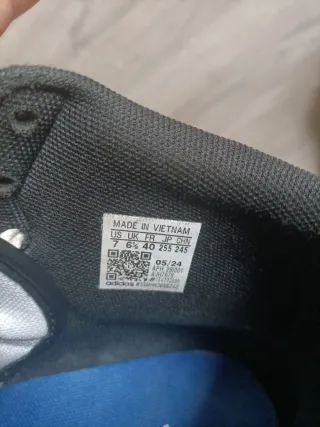 MADE IN VIETNAM
US UK FR JP CHN
7 6½ 40 255 245
05/24
adidas